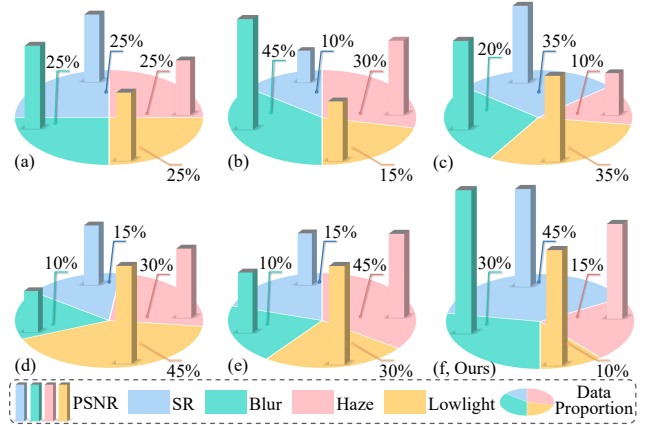 25%
25%
25%
25%
(a)
45%
10%
30%
15%
(b)
20%
35%
10%
35%
(c)
10%
15%
30%
45%
(d)
10%
15%
45%
30%
(e)
30%
45%
15%
10%
(f, Ours)
PSNR
SR
Blur
Haze
Lowlight
Data
Proportion